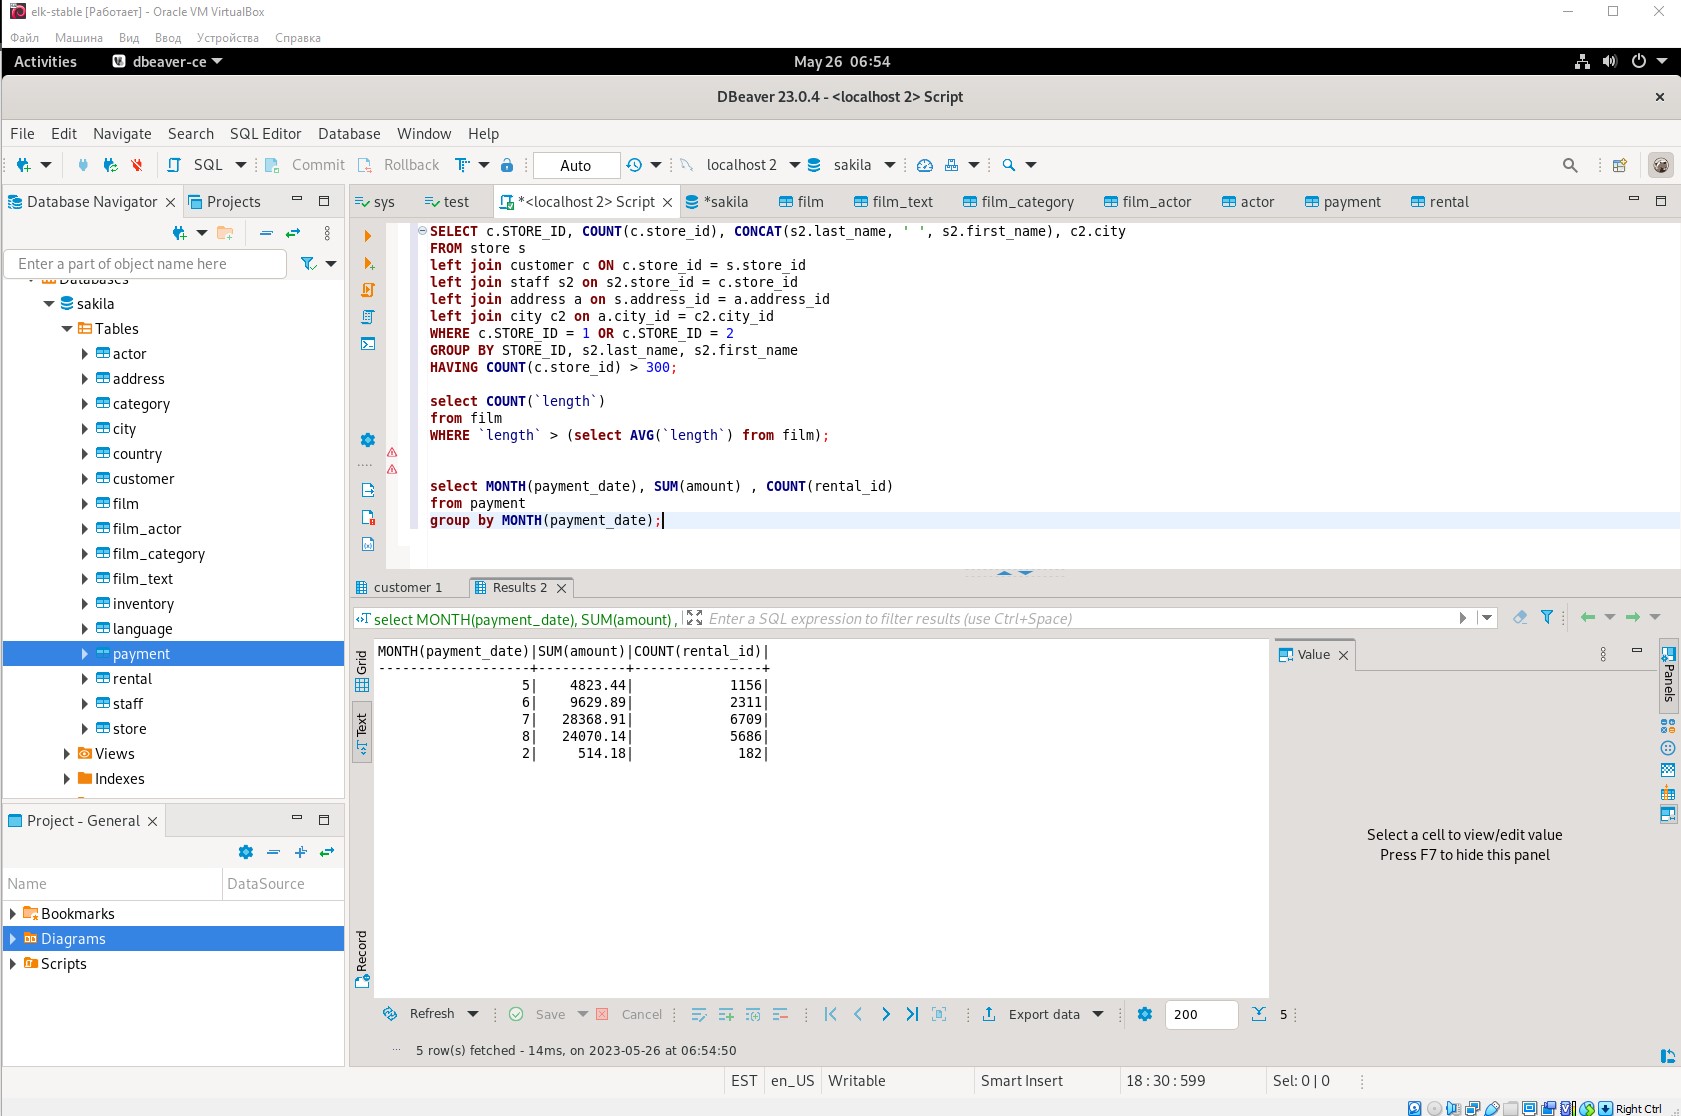 elk-stable [Работает] - Oracle VM VirtualBox
Файл Машина Вид Ввод Устройства Справка
Activities dbeaver-ce May 26 06:54
DBeaver 23.0.4 - <localhost 2> Script
File Edit Navigate Search SQL Editor Database Window Help
SQL Commit Rollback Auto localhost 2 sakila
Database Navigator Projects
Enter a part of object name here
Databases
sakila
Tables
actor
address
category
city
country
customer
film
film_actor
film_category
film_text
inventory
language
payment
rental
staff
store
Views
Indexes
Project - General
Name DataSource
Bookmarks
Diagrams
Scripts
sys test *<localhost 2> Script *sakila film film_text film_category film_actor actor payment rental
SELECT c.STORE_ID, COUNT(c.store_id), CONCAT(s2.last_name, ' ', s2.first_name), c2.city
FROM store s
left join customer c ON c.store_id = s.store_id
left join staff s2 on s2.store_id = c.store_id
left join address a on s.address_id = a.address_id
left join city c2 on a.city_id = c2.city_id
WHERE c.STORE_ID = 1 OR c.STORE_ID = 2
GROUP BY STORE_ID, s2.last_name, s2.first_name
HAVING COUNT(c.store_id) > 300;
select COUNT(`length`)
from film
WHERE `length` > (select AVG(`length`) from film);
select MONTH(payment_date), SUM(amount) , COUNT(rental_id)
from payment
group by MONTH(payment_date);
customer 1 Results 2
select MONTH(payment_date), SUM(amount) , Enter a SQL expression to filter results (use Ctrl+Space)
Grid
Text
Record
MONTH(payment_date)|SUM(amount)|COUNT(rental_id)|
-------------------+-----------+----------------+
5| 4823.44| 1156|
6| 9629.89| 2311|
7| 28368.91| 6709|
8| 24070.14| 5686|
2| 514.18| 182|
Value
Panels
Select a cell to view/edit value
Press F7 to hide this panel
Refresh Save Cancel Export data 200 5
5 row(s) fetched - 14ms, on 2023-05-26 at 06:54:50
EST en_US Writable Smart Insert 18 : 30 : 599 Sel: 0 | 0
Right Ctrl